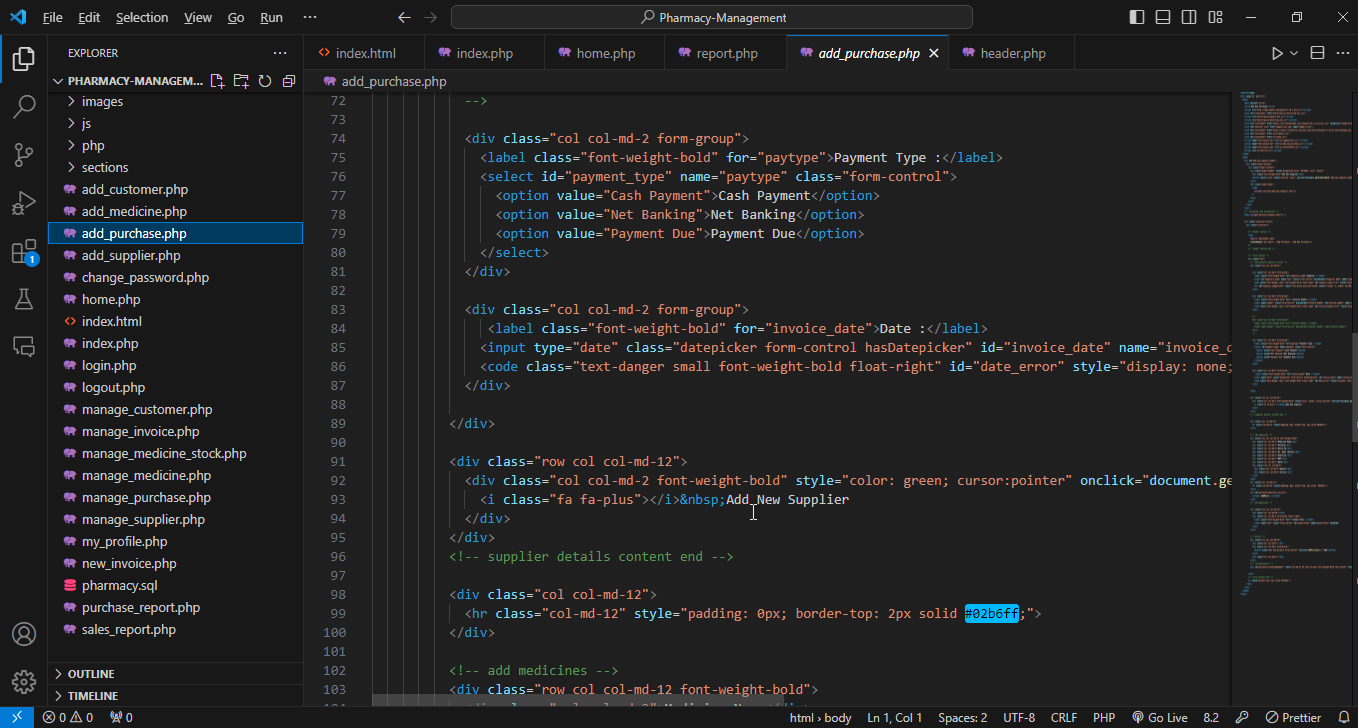 File Edit Selection View Go Run ··· Pharmacy-Management
EXPLORER ···
PHARMACY-MANAGEM...
images
js
php
sections
add_customer.php
add_medicine.php
add_purchase.php
add_supplier.php
change_password.php
home.php
index.html
index.php
login.php
logout.php
manage_customer.php
manage_invoice.php
manage_medicine_stock.php
manage_medicine.php
manage_purchase.php
manage_supplier.php
my_profile.php
new_invoice.php
pharmacy.sql
purchase_report.php
sales_report.php
OUTLINE
TIMELINE
1
index.html index.php home.php report.php add_purchase.php header.php
add_purchase.php
72 -->
73
74 <div class="col col-md-2 form-group">
75 <label class="font-weight-bold" for="paytype">Payment Type :</label>
76 <select id="payment_type" name="paytype" class="form-control">
77 <option value="Cash Payment">Cash Payment</option>
78 <option value="Net Banking">Net Banking</option>
79 <option value="Payment Due">Payment Due</option>
80 </select>
81 </div>
82
83 <div class="col col-md-2 form-group">
84 <label class="font-weight-bold" for="invoice_date">Date :</label>
85 <input type="date" class="datepicker form-control hasDatepicker" id="invoice_date" name="invoice_d
86 <code class="text-danger small font-weight-bold float-right" id="date_error" style="display: none;
87 </div>
88
89 </div>
90
91 <div class="row col col-md-12">
92 <div class="col col-md-2 font-weight-bold" style="color: green; cursor:pointer" onclick="document.ge
93 <i class="fa fa-plus"></i>&nbsp;Add New Supplier
94 </div>
95 </div>
96 <!-- supplier details content end -->
97
98 <div class="col col-md-12">
99 <hr class="col-md-12" style="padding: 0px; border-top: 2px solid #02b6ff;">
100 </div>
101
102 <!-- add medicines -->
103 <div class="row col col-md-12 font-weight-bold">
0 0 0 html › body Ln 1, Col 1 Spaces: 2 UTF-8 CRLF PHP Go Live 8.2 Prettier